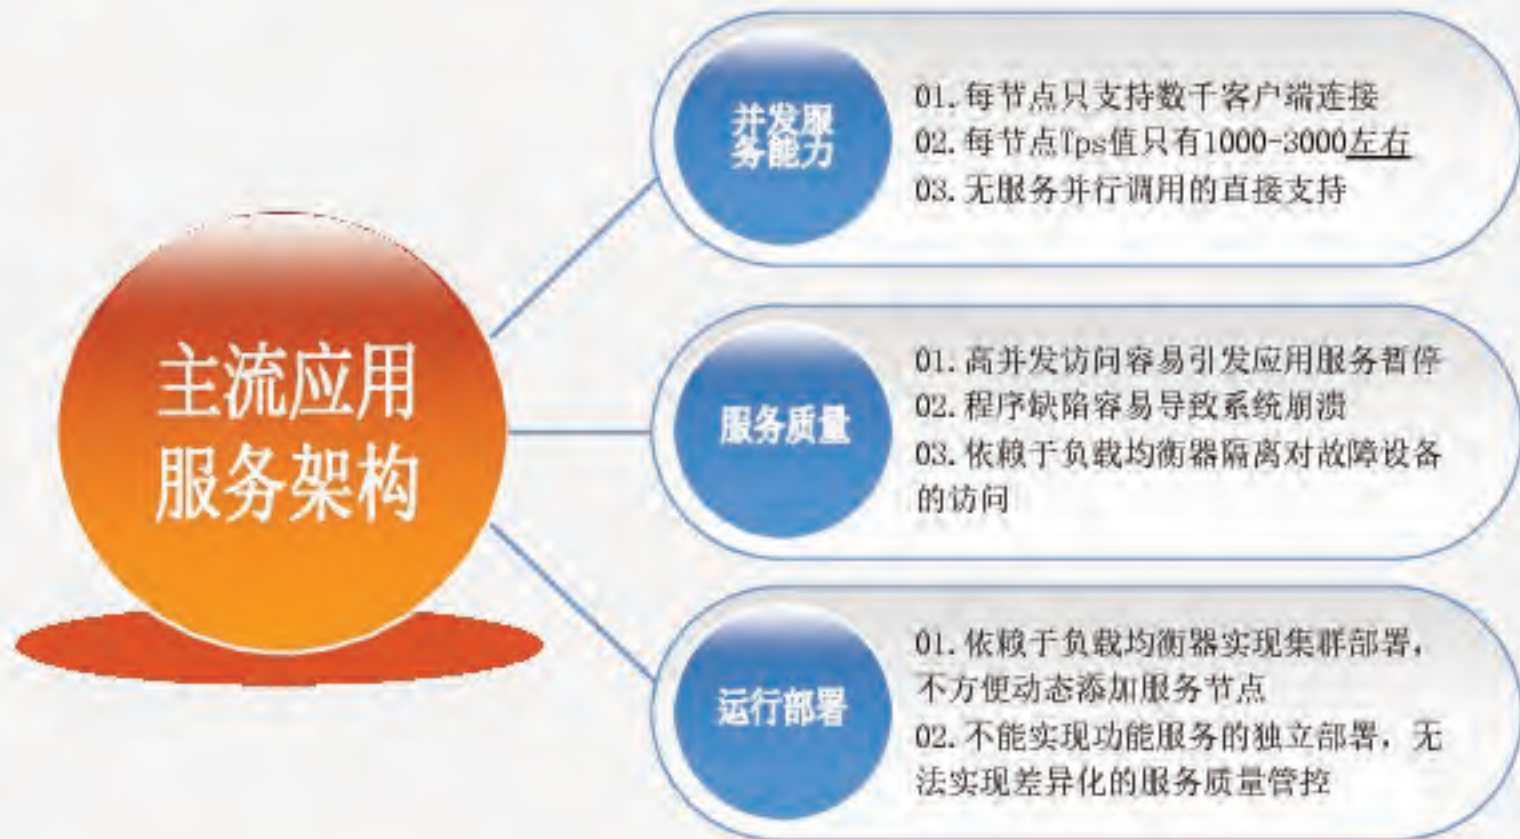 主流应用
服务架构
并发服
务能力
01.每节点只支持数千客户端连接
02.每节点Tps值只有1000-3000左右
03.无服务并行调用的直接支持
服务质量
01.高并发访问容易引发应用服务暂停
02.程序缺陷容易导致系统崩溃
03.依赖于负载均衡器隔离对故障设备
的访问
运行部署
01.依赖于负载均衡器实现集群部署，
不方便动态添加服务节点
02.不能实现功能服务的独立部署，无
法实现差异化的服务质量管控